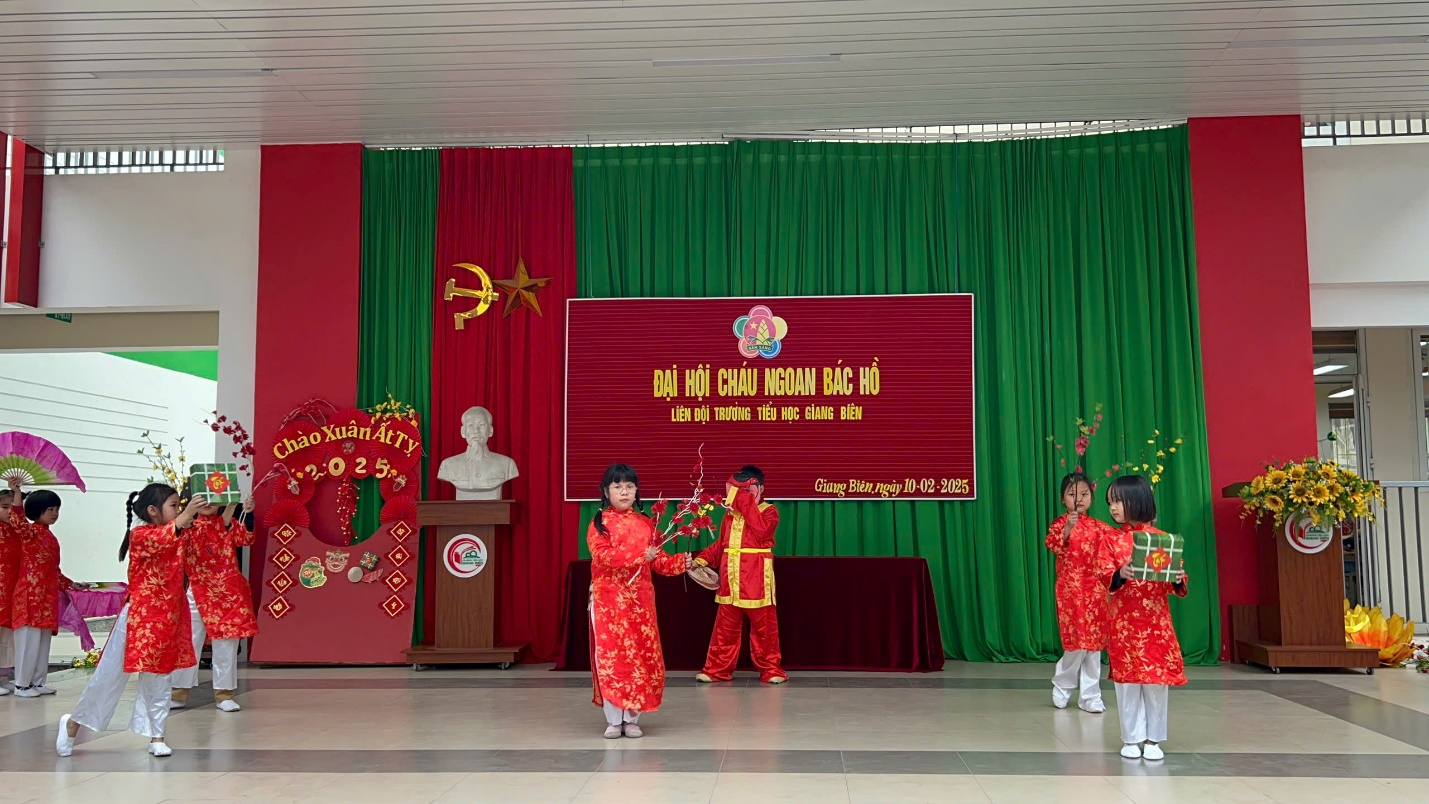 Chào Xuân Ất Tỵ
2025
ĐẠI HỘI CHÁU NGOAN BÁC HỒ
LIÊN ĐỘI TRƯỜNG TIỂU HỌC GIANG BIÊN
Giang Biên, ngày 10-02-2025